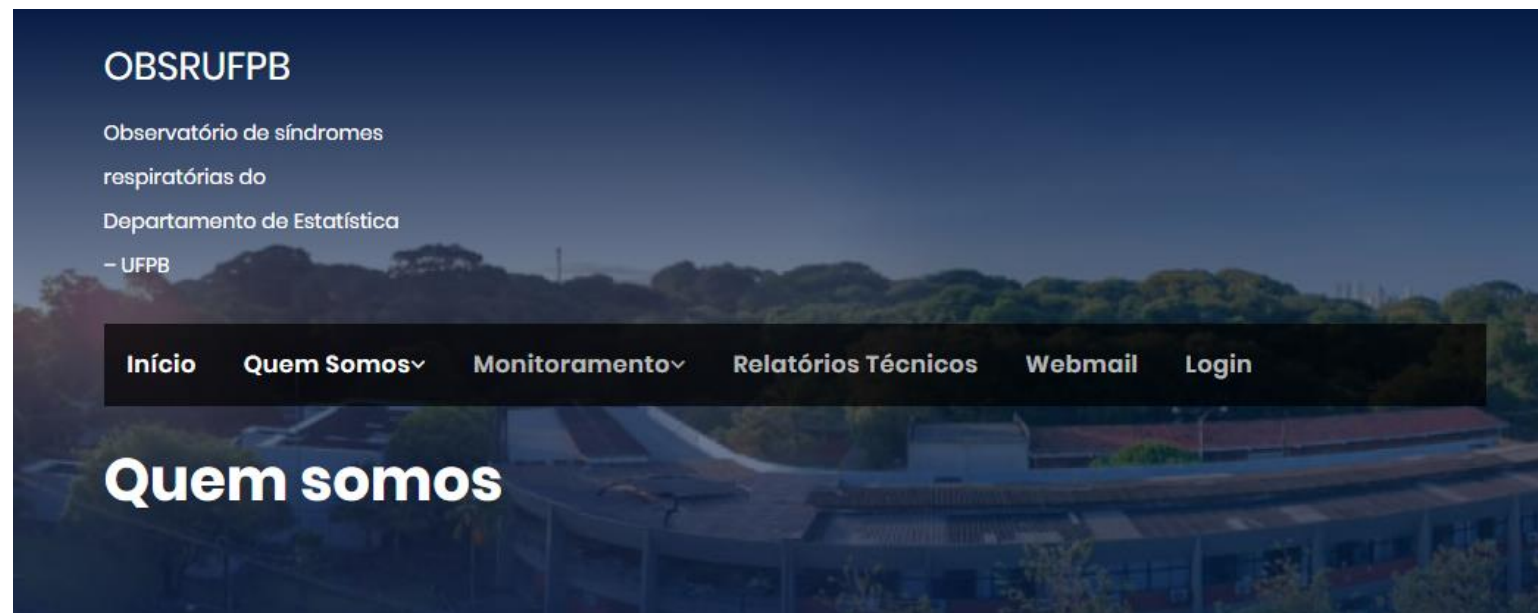 OBSRUFPB
Observatório de síndromes
respiratórias do
Departamento de Estatística
– UFPB
Início Quem Somos Monitoramento Relatórios Técnicos Webmail Login
Quem somos